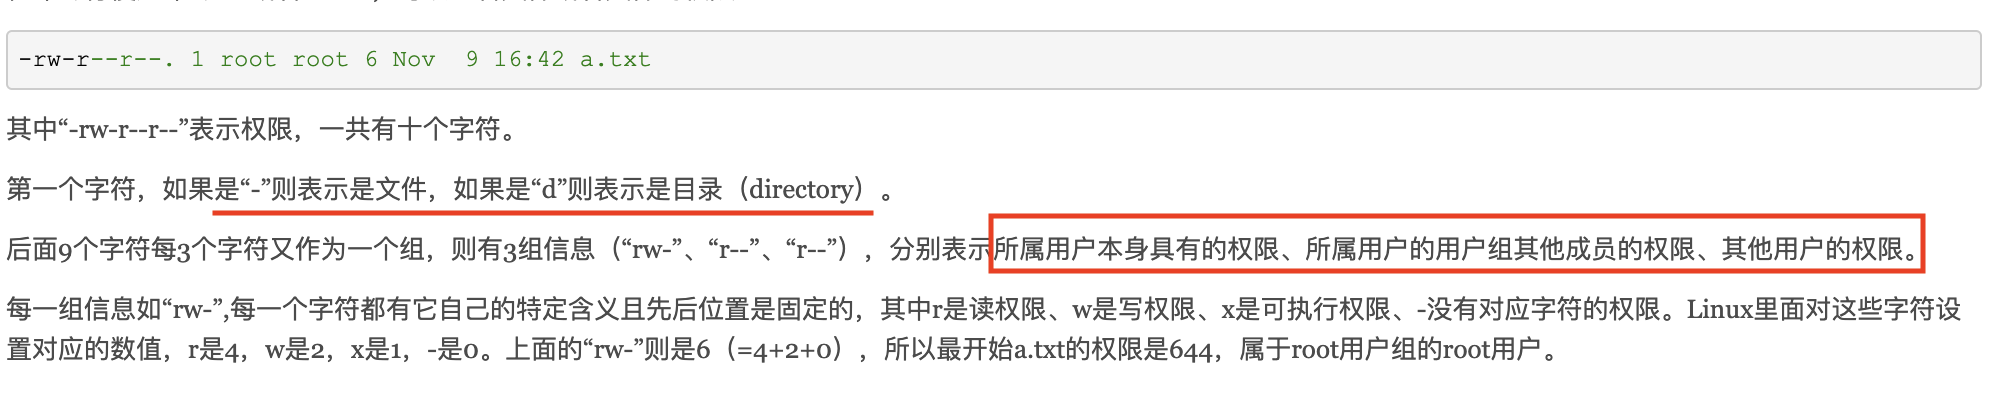 -rw-r--r--. 1 root root 6 Nov  9 16:42 a.txt
其中“-rw-r--r--”表示权限，一共有十个字符。
第一个字符，如果是“-”则表示是文件，如果是“d”则表示是目录（directory）。
后面9个字符每3个字符又作为一个组，则有3组信息（“rw-”、“r--”、“r--”），分别表示所属用户本身具有的权限、所属用户的用户组其他成员的权限、其他用户的权限。
每一组信息如“rw-”,每一个字符都有它自己的特定含义且先后位置是固定的，其中r是读权限、w是写权限、x是可执行权限、-没有对应字符的权限。Linux里面对这些字符设
置对应的数值，r是4，w是2，x是1，-是0。上面的“rw-”则是6（=4+2+0），所以最开始a.txt的权限是644，属于root用户组的root用户。